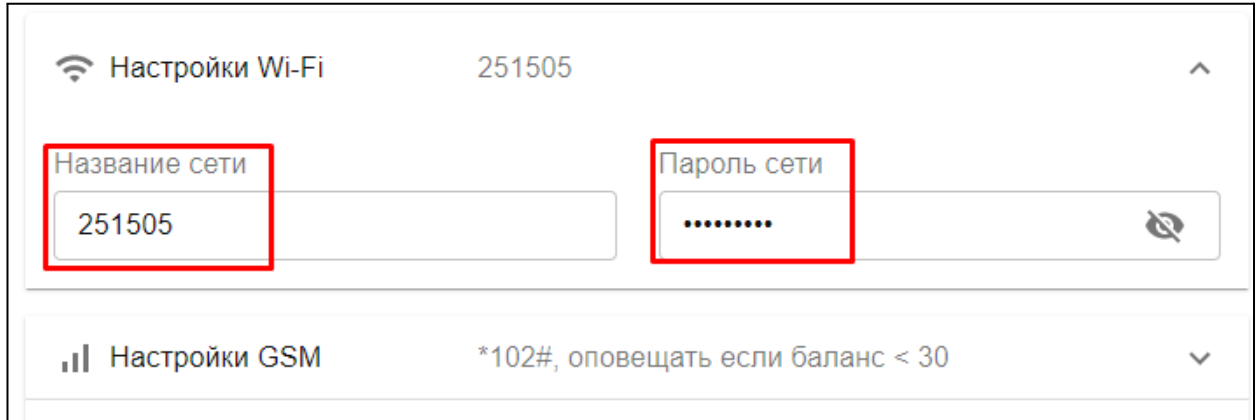 Настройки Wi-Fi 251505
Название сети Пароль сети
251505 •••••••••
Настройки GSM *102#, оповещать если баланс < 30